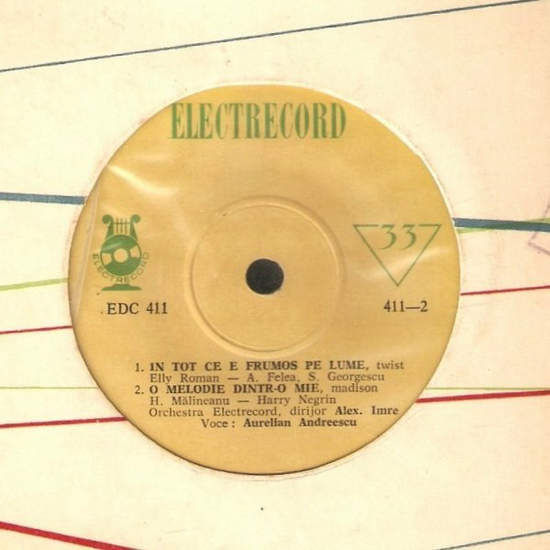 ELECTRECORD
ELECTRECORD
33
EDC 411
411—2
1. IN TOT CE E FRUMOS PE LUME, twist
Elly Roman — A. Felea, S. Georgescu
2. O MELODIE DINTR-O MIE, madison
H. Mălineanu — Harry Negrin
Orchestra Electrecord, dirijor Alex. Imre
Voce: Aurelian Andreescu